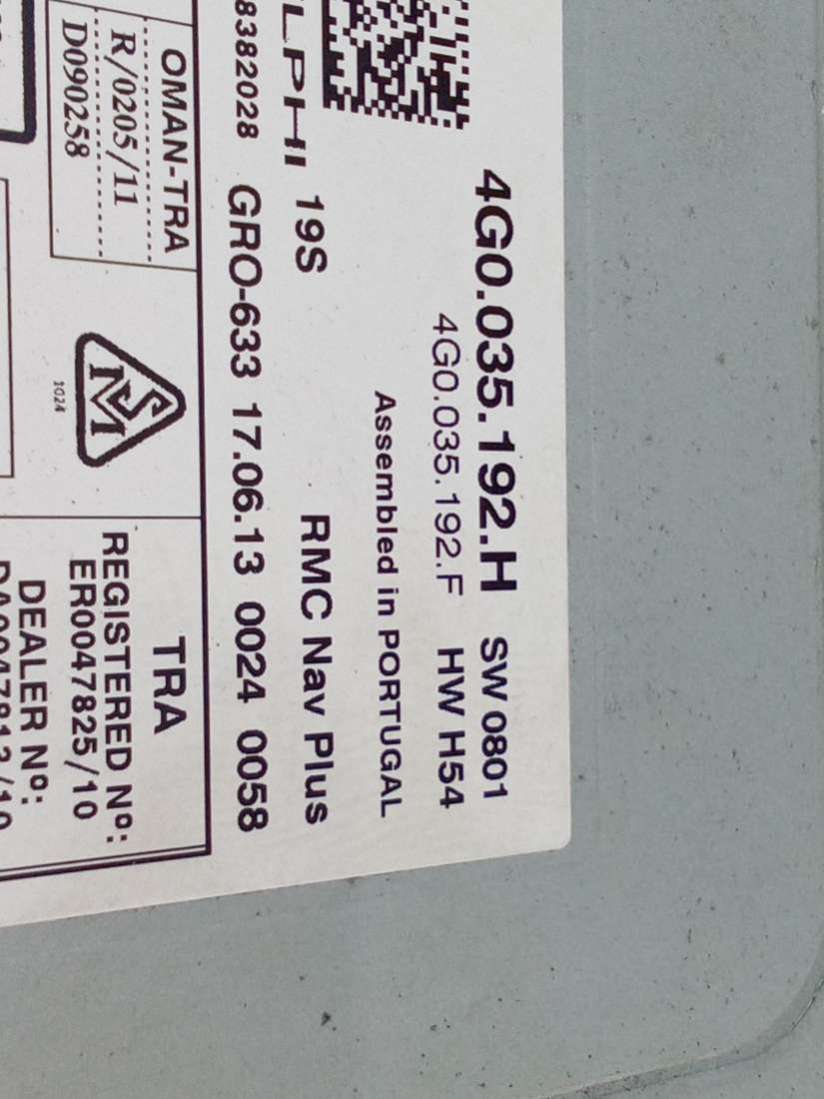 4G0.035.192.H SW 0801
4G0.035.192.F HW H54
Assembled in PORTUGAL
LPHI 19S RMC Nav Plus
8382028 GRO-633 17.06.13 0024 0058
OMAN-TRA
R/0205/11
D090258
SM
1024
TRA
REGISTERED Nº:
ER0047825/10
DEALER Nº: